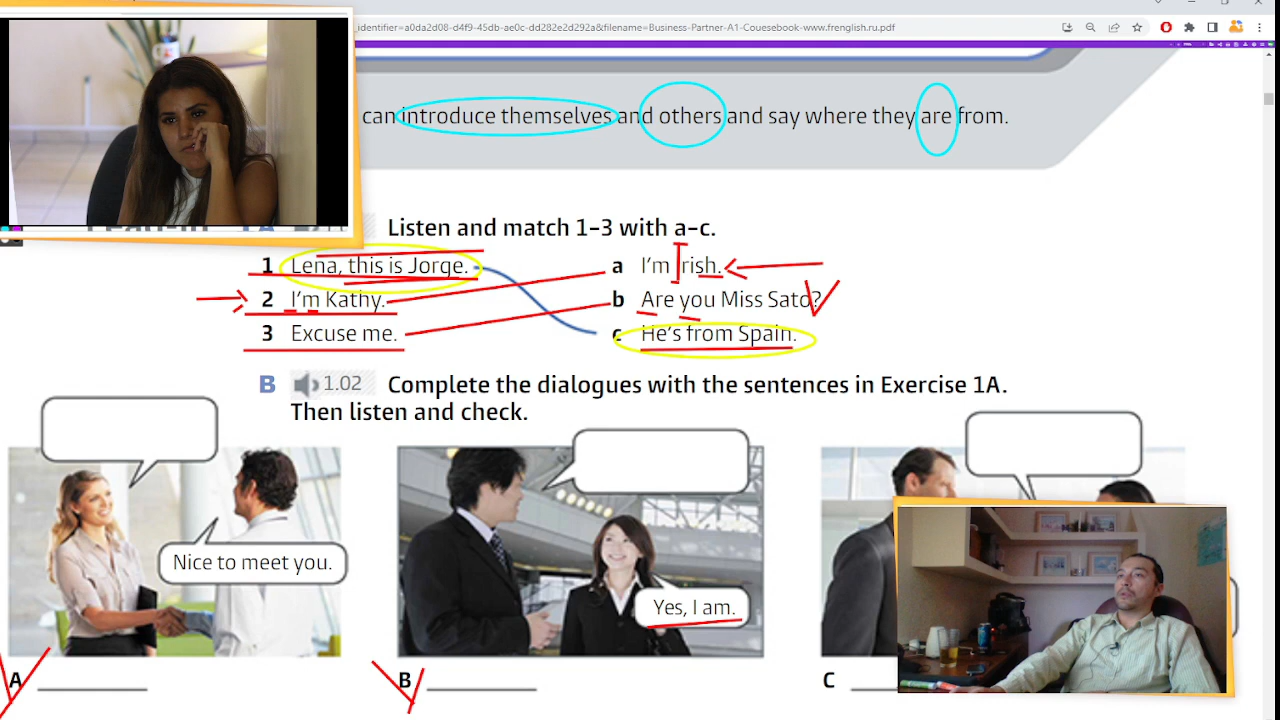 _identifier=a0da2d08-d4f9-45db-ae0c-dd282e2d292a&filename=Business-Partner-A1-Couesebook-www.frenglish.ru.pdf
can introduce themselves and others and say where they are from.
Listen and match 1–3 with a–c.
1 Lena, this is Jorge. a I'm Irish.
2 I'm Kathy. b Are you Miss Sato?
3 Excuse me. c He's from Spain.
B 1.02 Complete the dialogues with the sentences in Exercise 1A.
Then listen and check.
Nice to meet you.
Yes, I am.
A B C